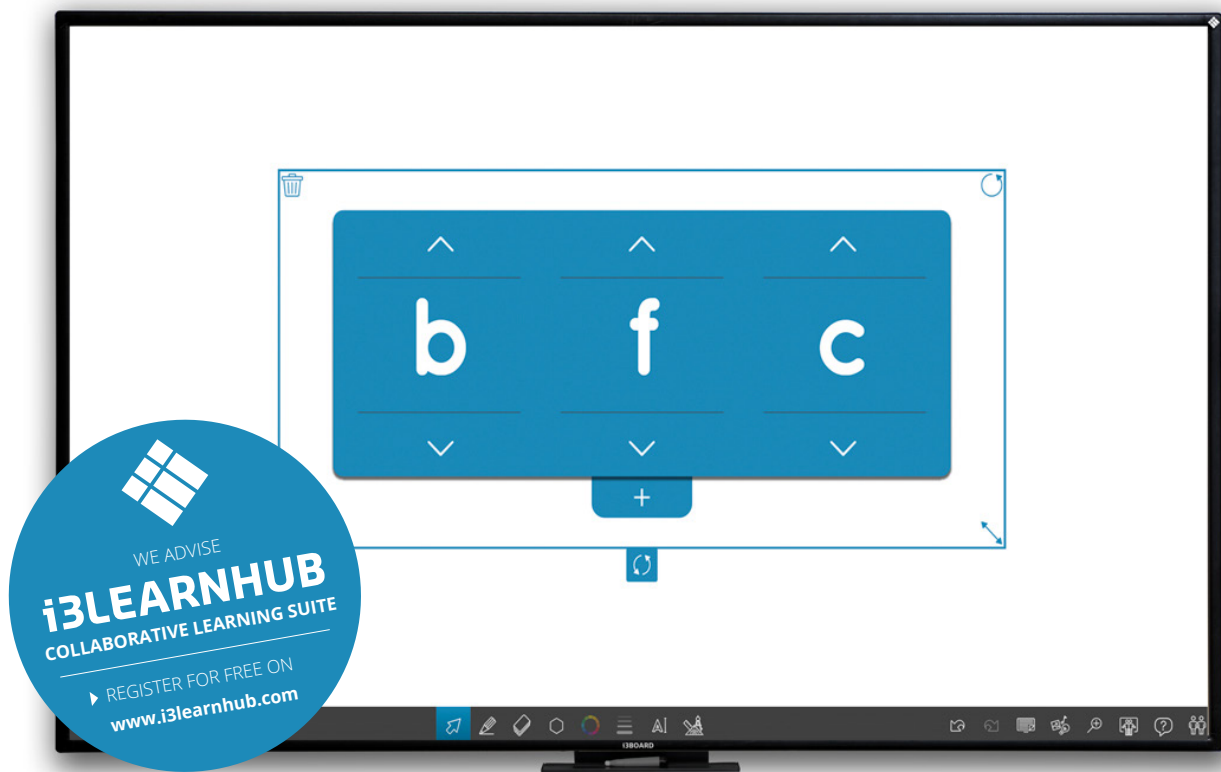 b f c
WE ADVISE
i3LEARNHUB
COLLABORATIVE LEARNING SUITE
REGISTER FOR FREE ON
www.i3learnhub.com
A
?
i3BOARD